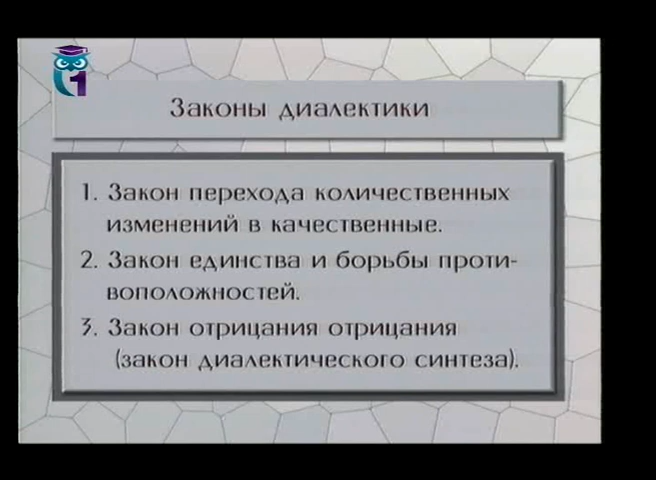 1
Законы диалектики
1. Закон перехода количественных
изменений в качественные.
2. Закон единства и борьбы проти-
воположностей.
3. Закон отрицания отрицания
(закон диалектического синтеза).